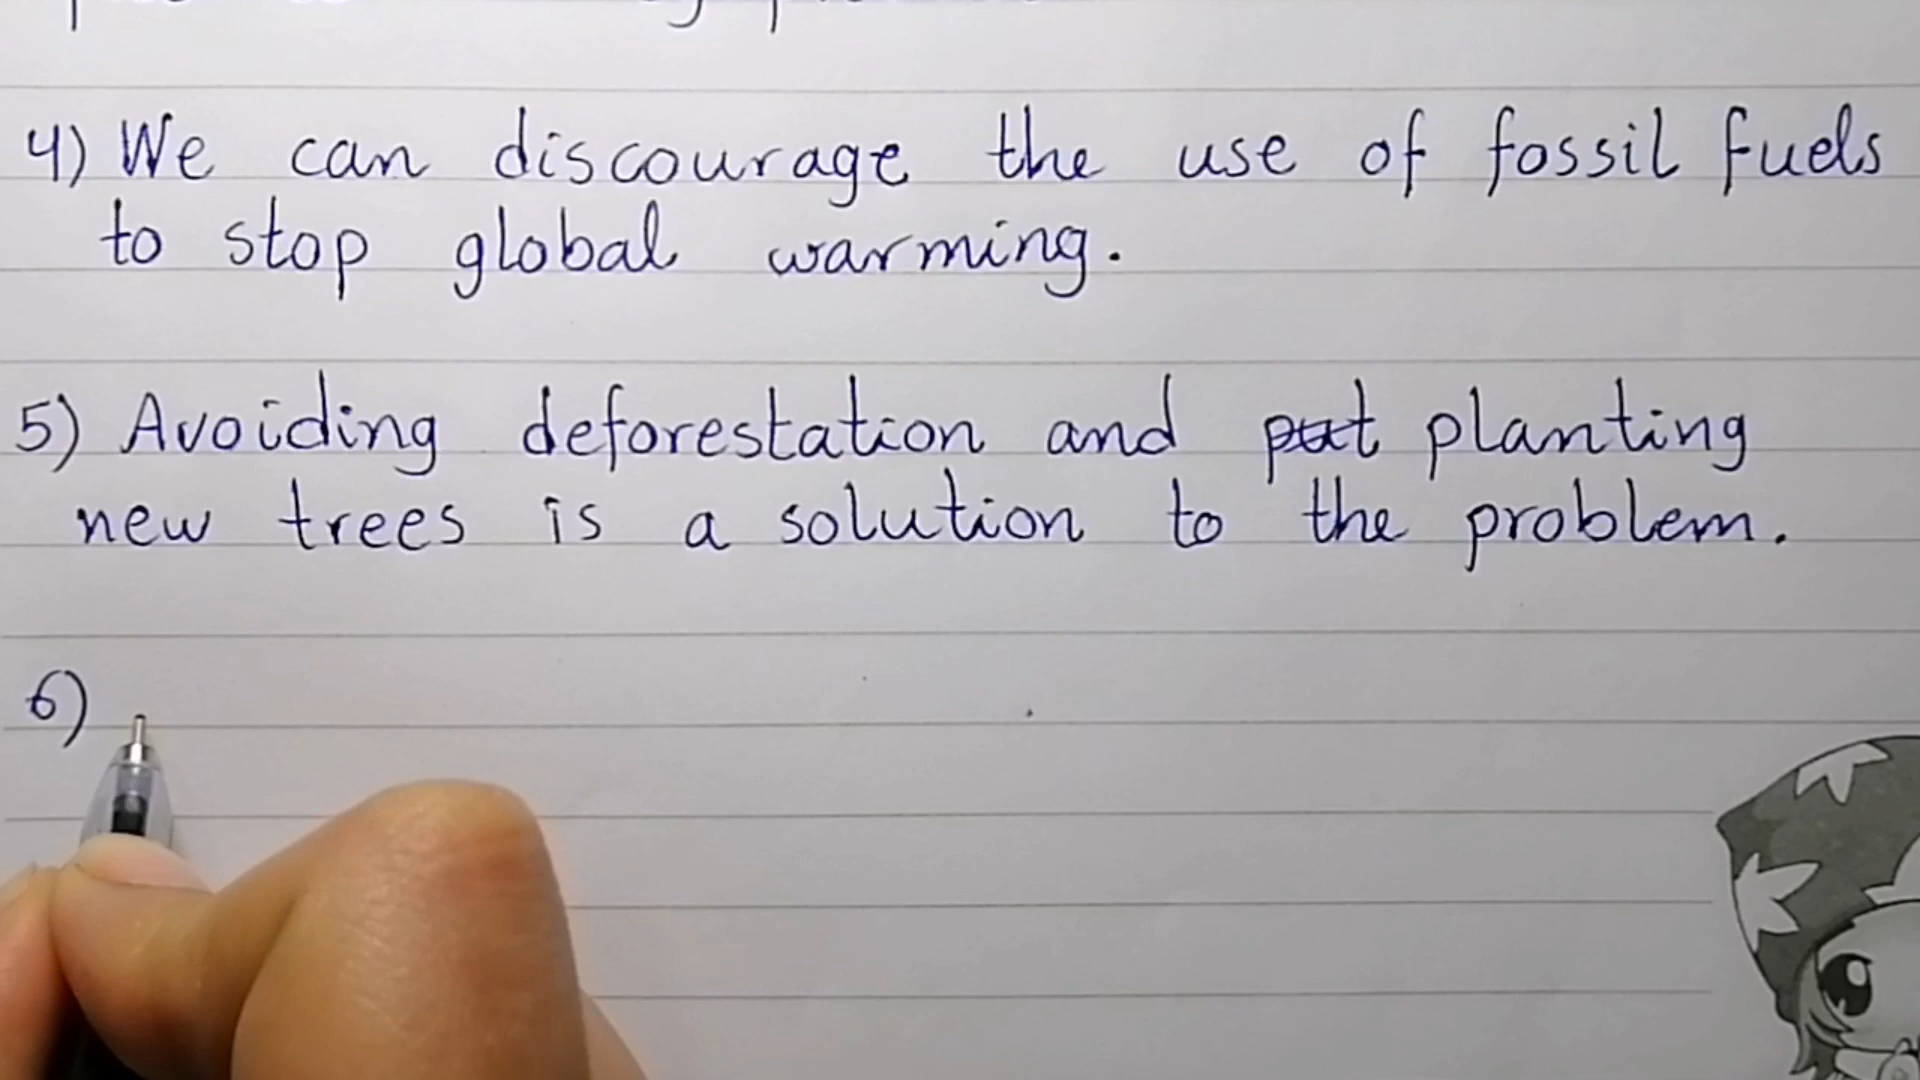 4) We can discourage the use of fossil fuels
to stop global warming.
5) Avoiding deforestation and put planting
new trees is a solution to the problem.
6)